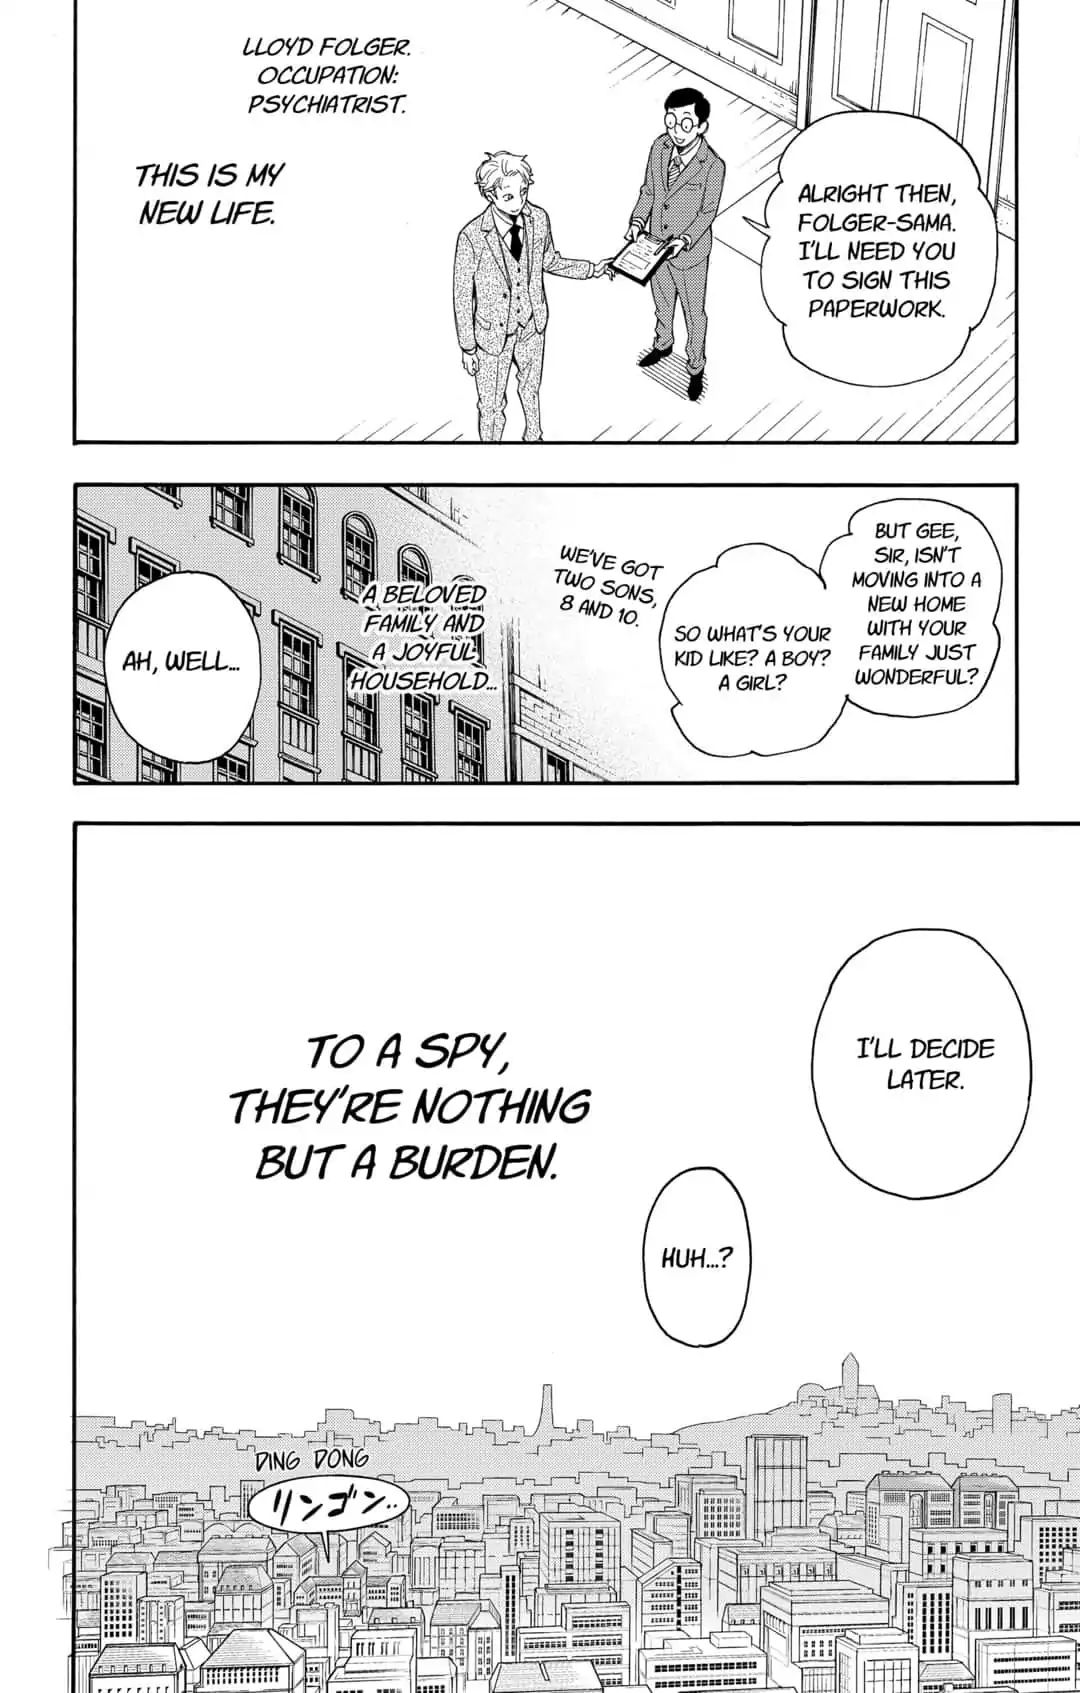 LLOYD FOLGER.
OCCUPATION:
PSYCHIATRIST.
THIS IS MY
NEW LIFE.
ALRIGHT THEN,
FOLGER-SAMA.
I'LL NEED YOU
TO SIGN THIS
PAPERWORK.
BUT GEE,
SIR, ISN'T
MOVING INTO A
NEW HOME
WITH YOUR
FAMILY JUST
WONDERFUL?
SO WHAT'S YOUR
KID LIKE? A BOY?
A GIRL?
WE'VE GOT
TWO SONS,
8 AND 10.
A BELOVED
FAMILY AND
A JOYFUL
HOUSEHOLD...
AH, WELL...
I'LL DECIDE
LATER.
TO A SPY,
THEY'RE NOTHING
BUT A BURDEN.
HUH...?
DING DONG
リンゴン..